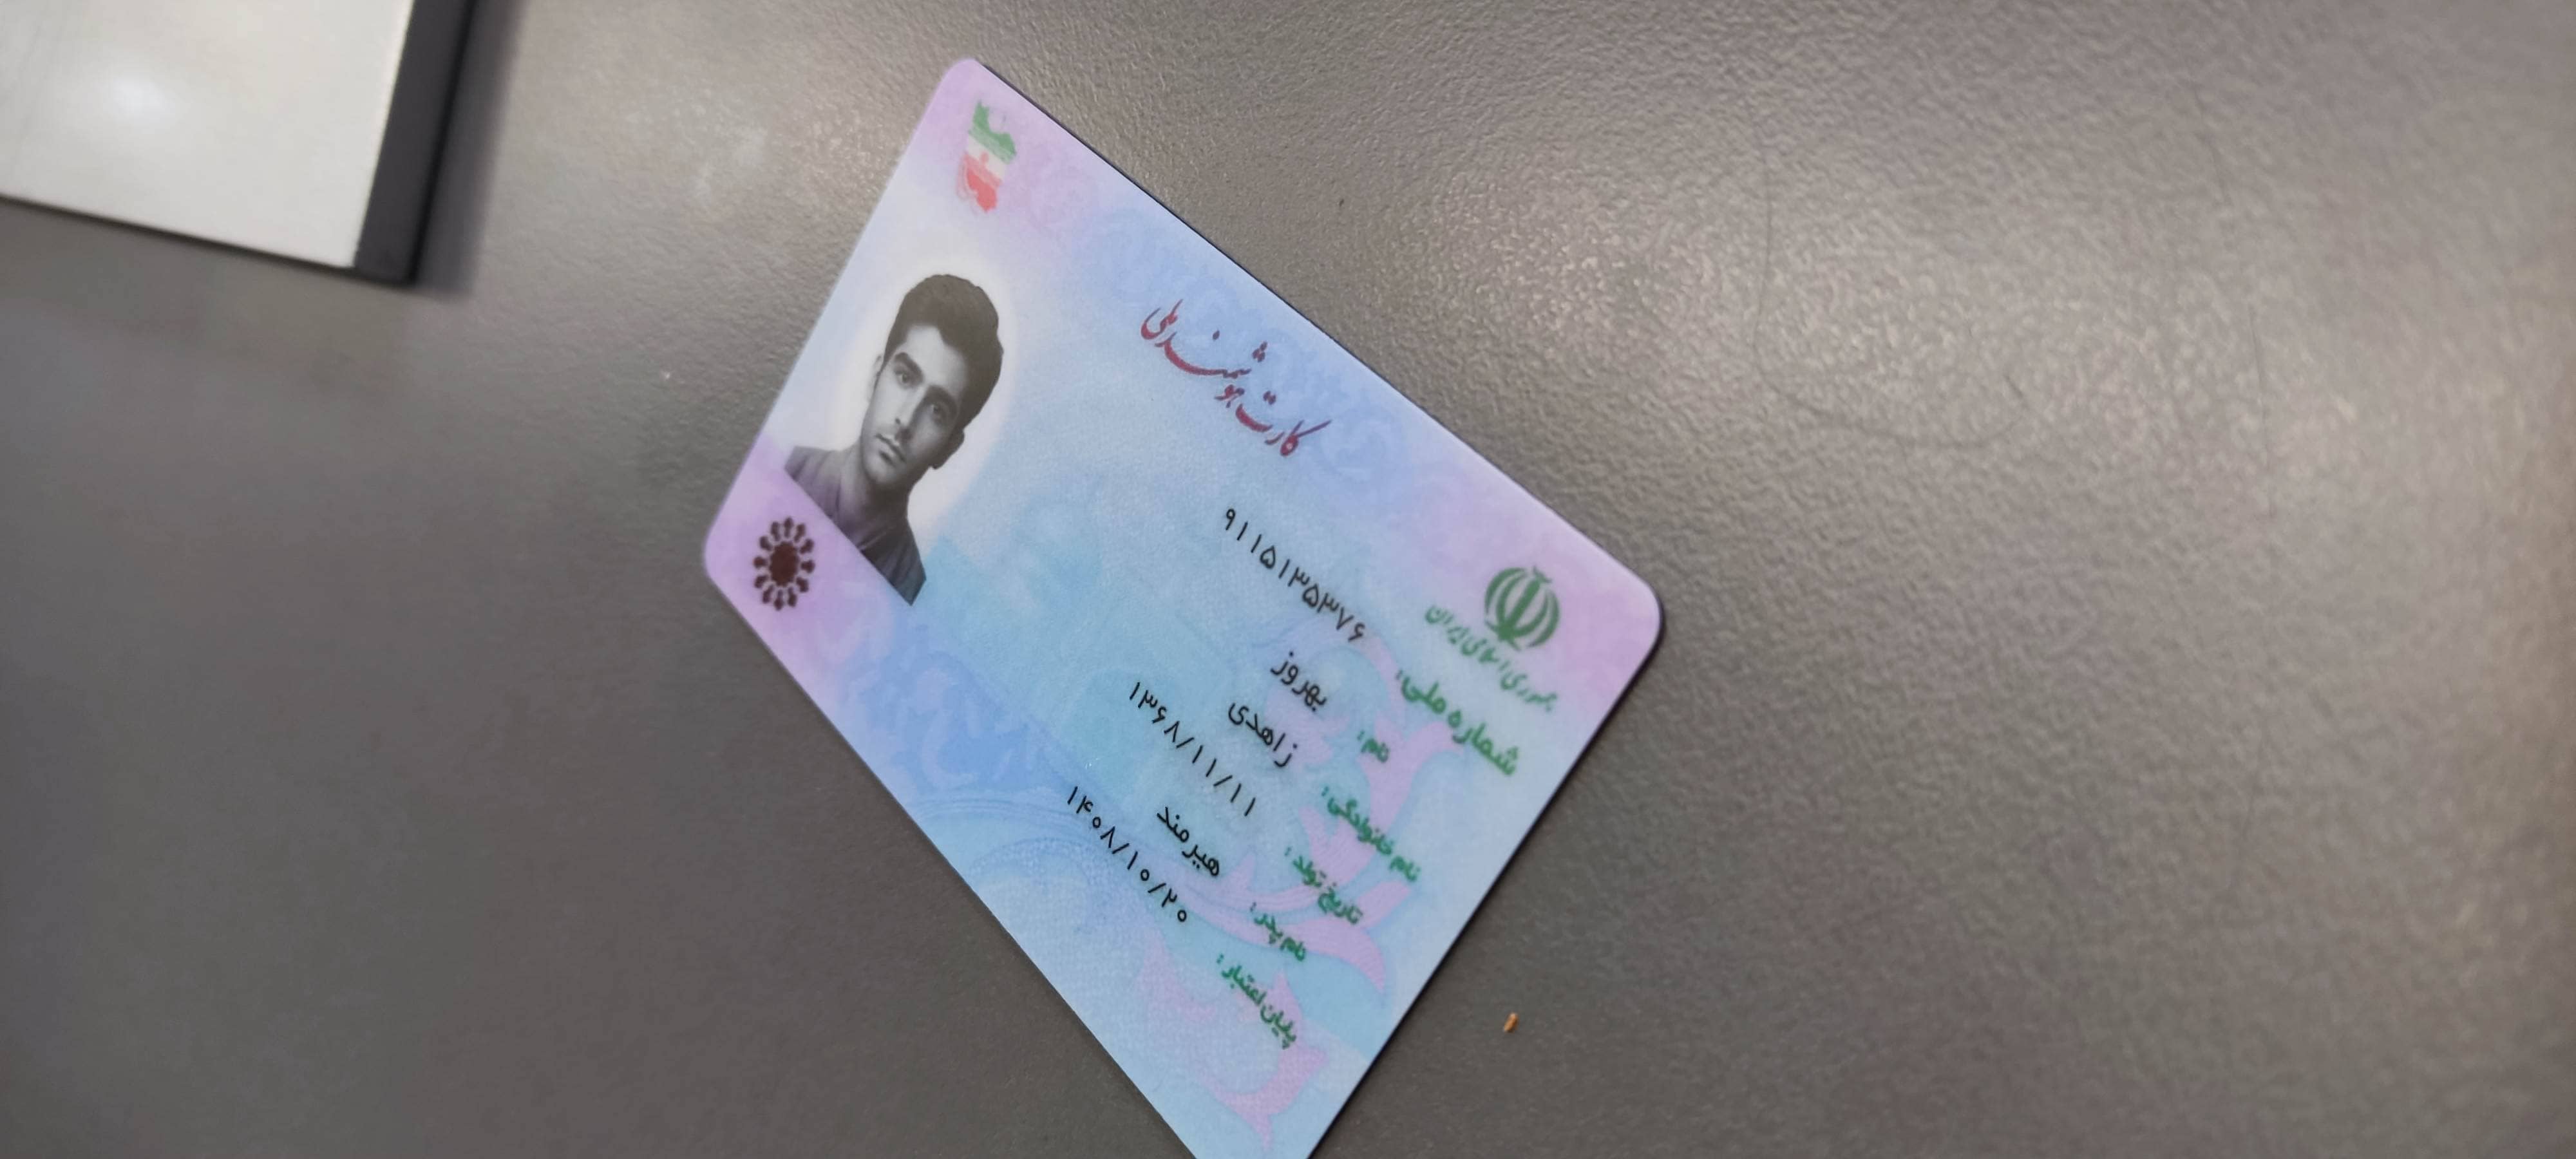 کارت هوشمند ملی
جمهوری اسلامی ایران
شماره ملی: ۹۱۱۵۱۳۵۳۷۶
نام: بهروز
نام خانوادگی: زاهدی
تاریخ تولد: ۱۳۶۸/۱۱/۱۱
نام پدر: هیرمند
پایان اعتبار: ۱۴۰۸/۱۰/۲۰